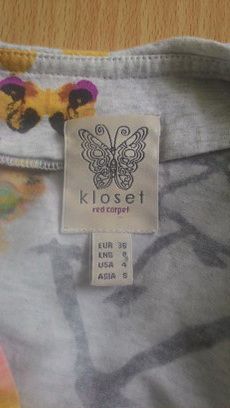 kloset
red carpet
EUR 36
ENG 8
USA 4
ASIA S